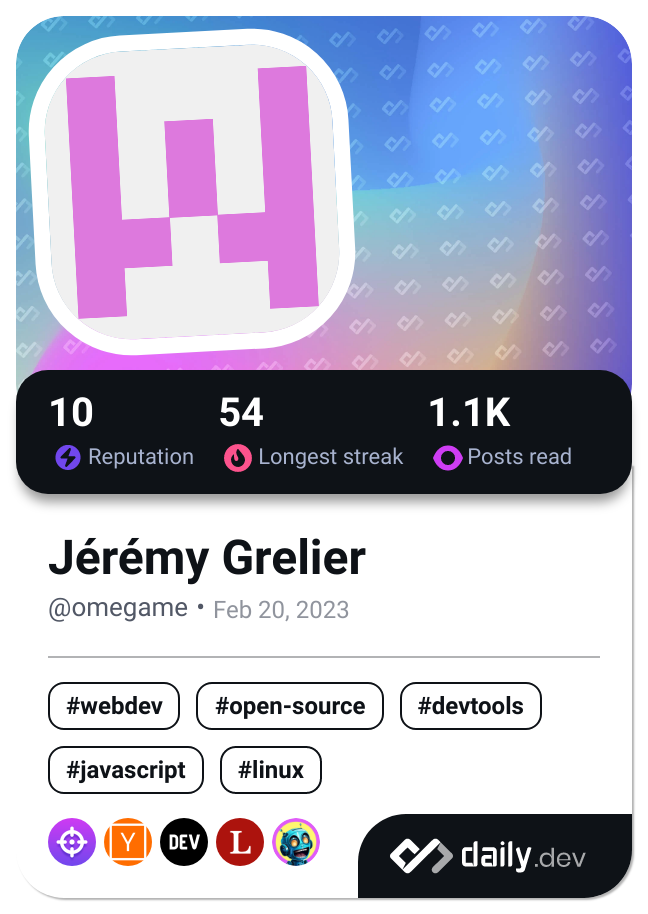 10 54 1.1K
Reputation Longest streak Posts read
Jérémy Grelier
@omegame • Feb 20, 2023
#webdev #open-source #devtools
#javascript #linux
Y DEV L
daily.dev